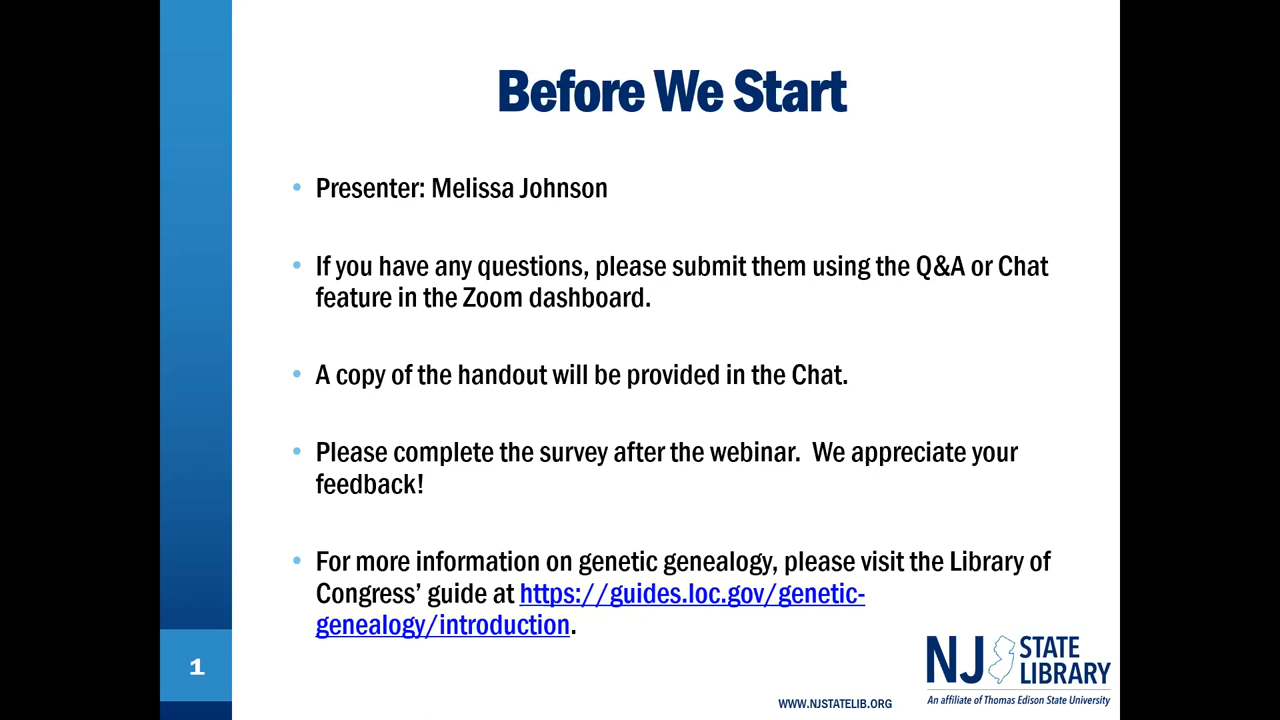 Before We Start
• Presenter: Melissa Johnson
• If you have any questions, please submit them using the Q&A or Chat
feature in the Zoom dashboard.
• A copy of the handout will be provided in the Chat.
• Please complete the survey after the webinar.  We appreciate your
feedback!
• For more information on genetic genealogy, please visit the Library of
Congress’ guide at https://guides.loc.gov/genetic-
genealogy/introduction.
1
NJ STATE
LIBRARY
An affiliate of Thomas Edison State University
WWW.NJSTATELIB.ORG